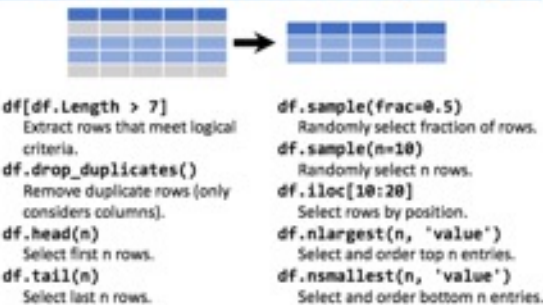 df[df.Length > 7]
Extract rows that meet logical
criteria.
df.drop_duplicates()
Remove duplicate rows (only
considers columns).
df.head(n)
Select first n rows.
df.tail(n)
Select last n rows.
df.sample(frac=0.5)
Randomly select fraction of rows.
df.sample(n=10)
Randomly select n rows.
df.iloc[10:20]
Select rows by position.
df.nlargest(n, 'value')
Select and order top n entries.
df.nsmallest(n, 'value')
Select and order bottom n entries.